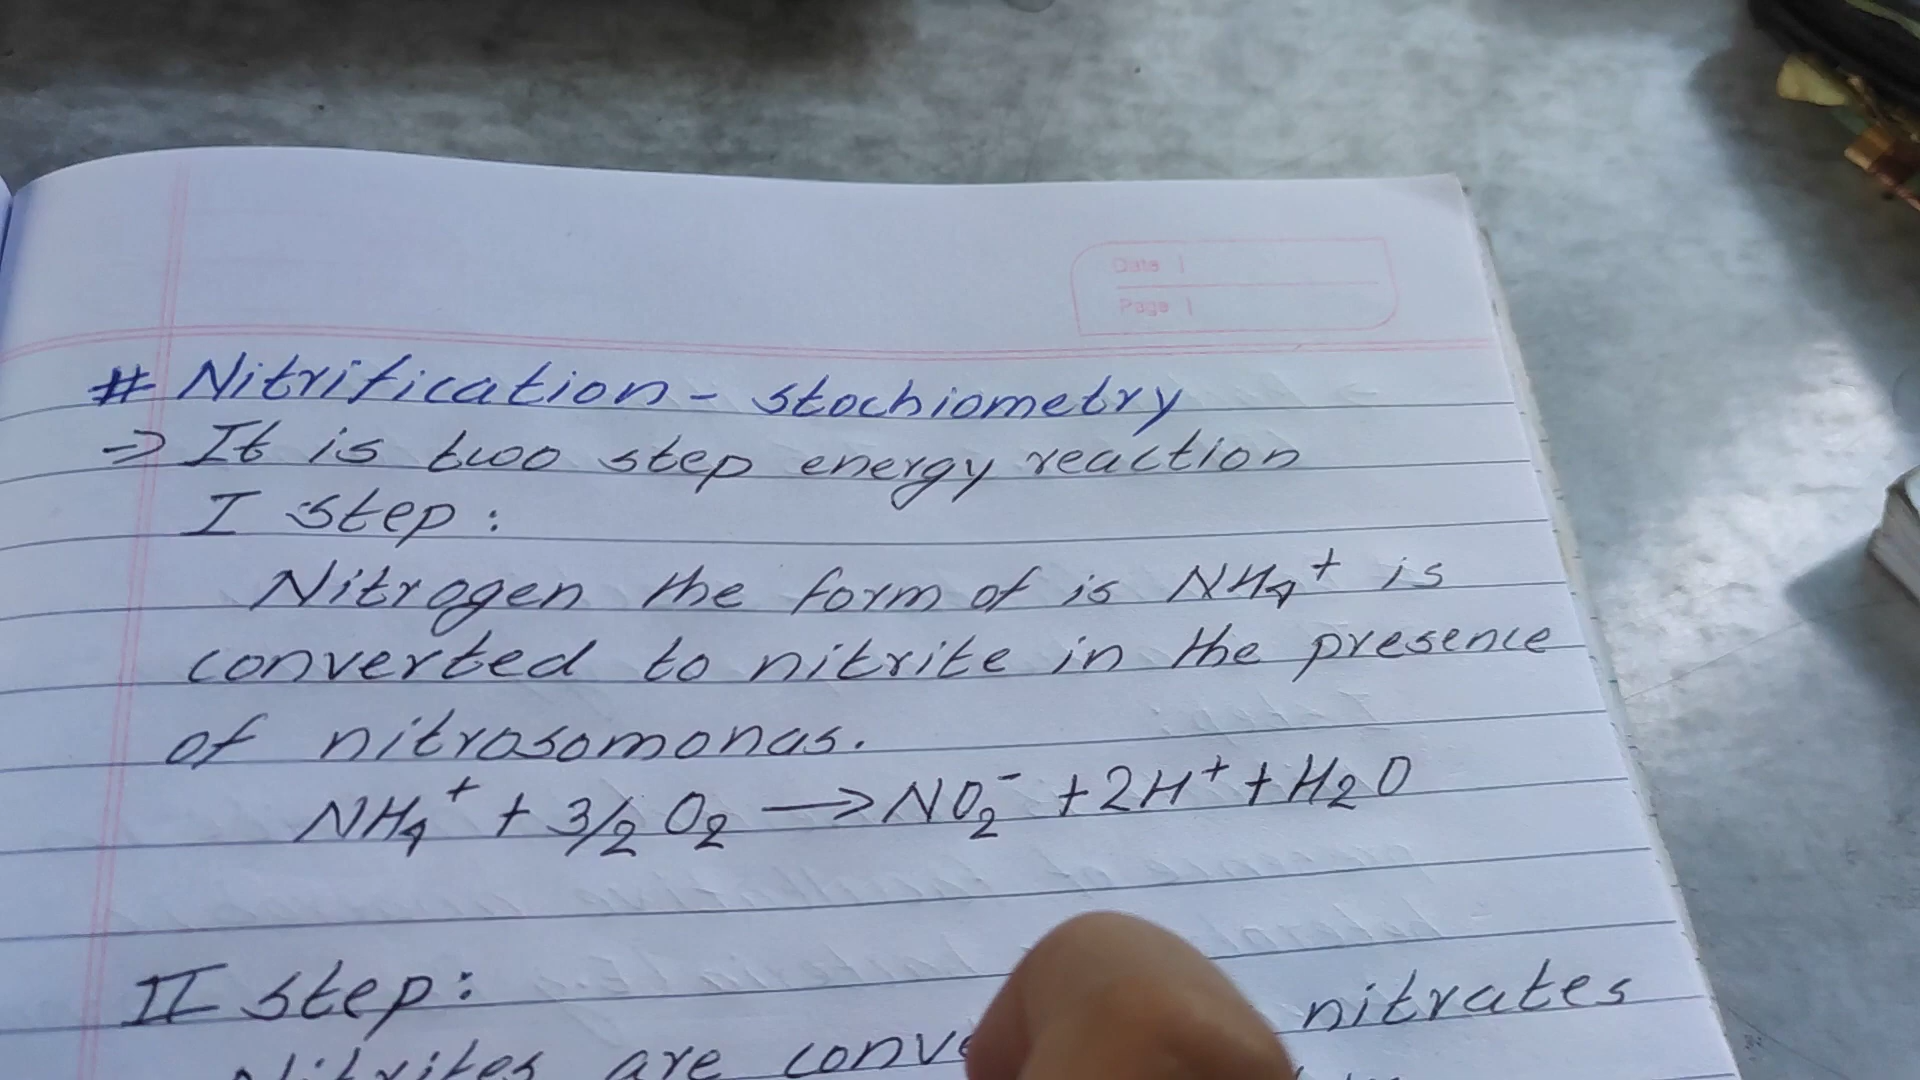 Date
Page
# Nitrification - stochiometry
⇒ It is two step energy reaction
I step:
Nitrogen the form of is NH₄⁺ is
converted to nitrite in the presence
of nitrosomonas.
NH₄⁺ + 3/2 O₂ → NO₂⁻ + 2H⁺ + H₂O
II step:
Nitrites are nitrates